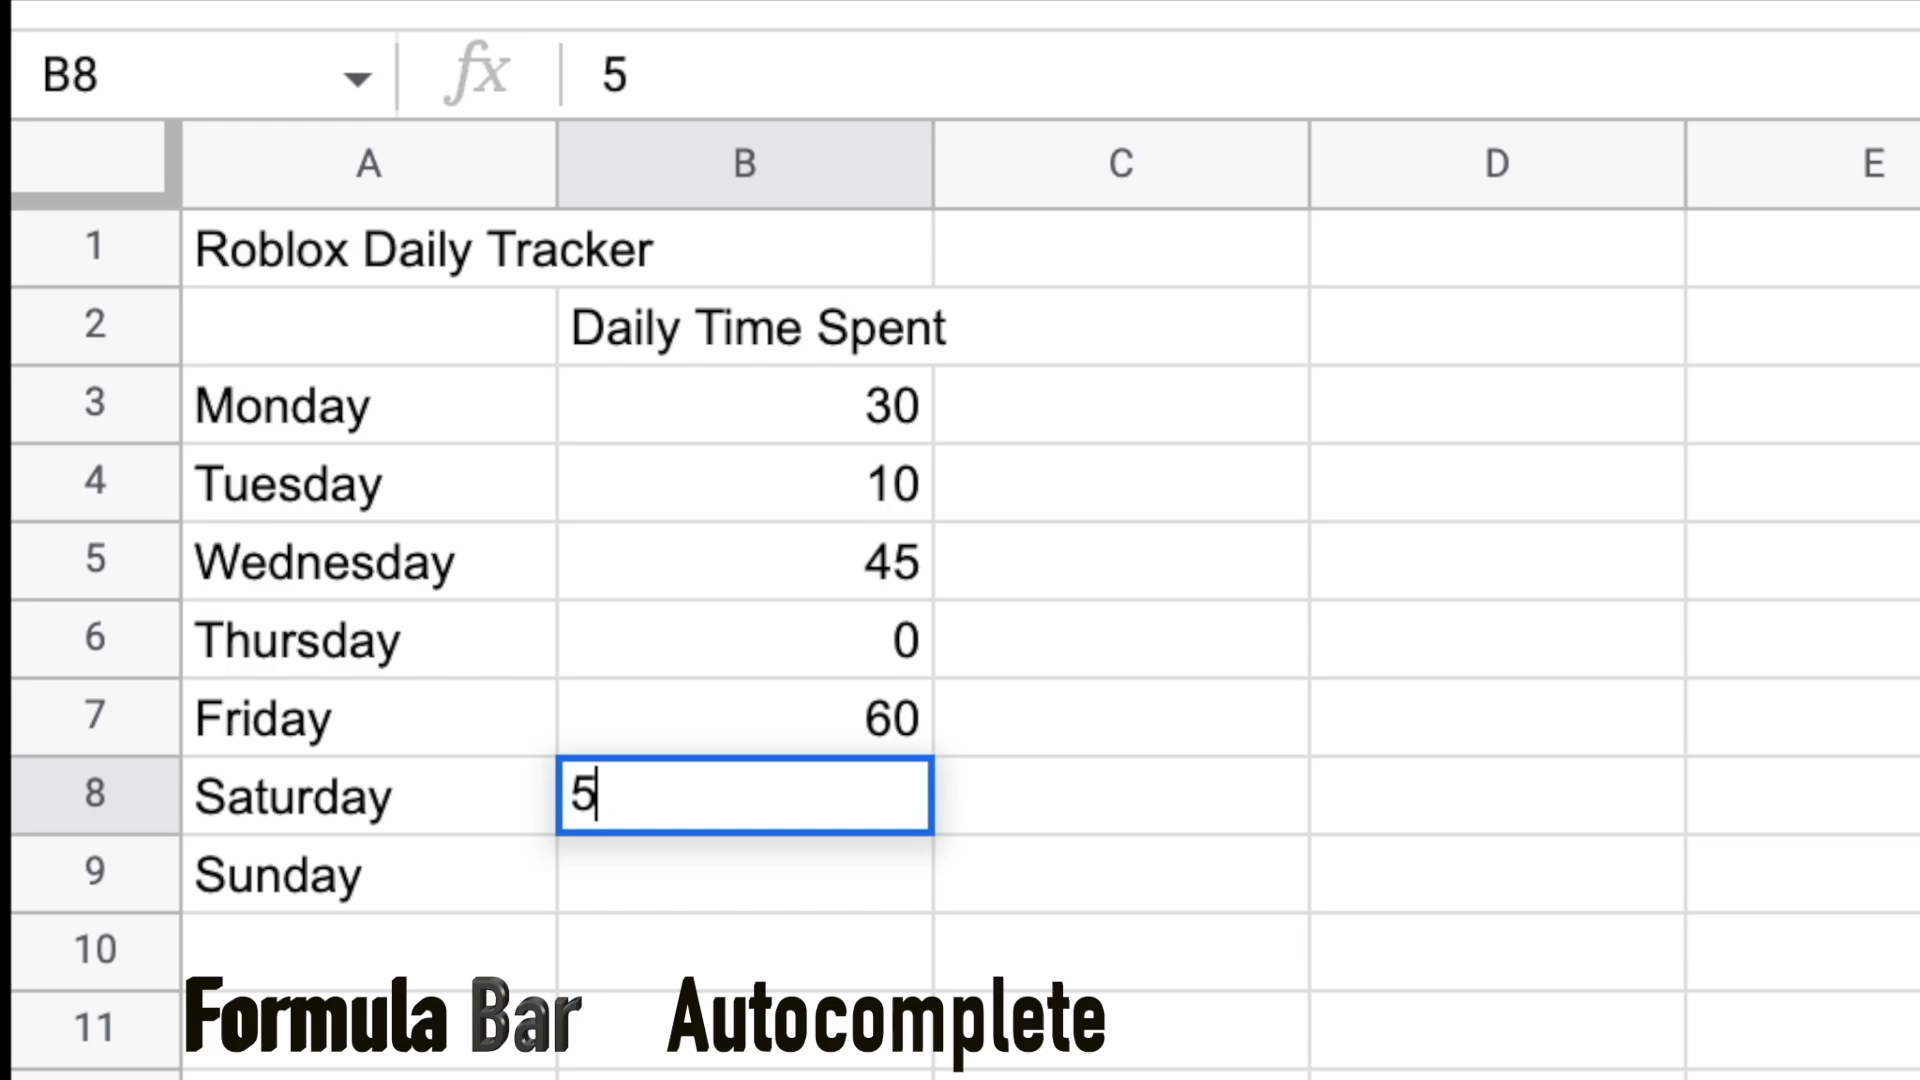 B8 fx 5
A B C D E
1 Roblox Daily Tracker
2 Daily Time Spent
3 Monday 30
4 Tuesday 10
5 Wednesday 45
6 Thursday 0
7 Friday 60
8 Saturday 5
9 Sunday
10
11 Formula Bar Autocomplete